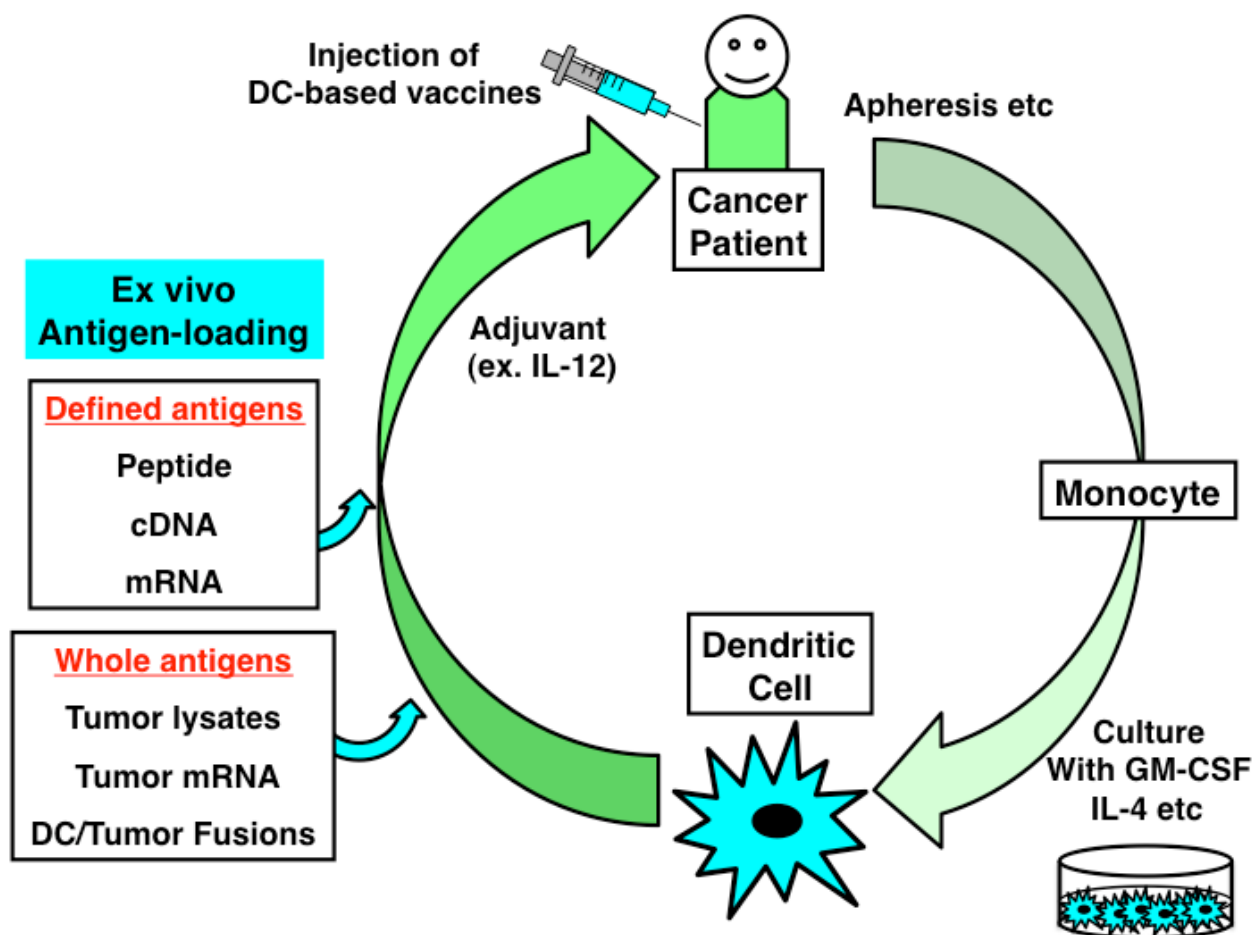 Injection of
DC-based vaccines
Apheresis etc
Cancer
Patient
Ex vivo
Antigen-loading
Adjuvant
(ex. IL-12)
Defined antigens
Peptide
cDNA
mRNA
Monocyte
Whole antigens
Tumor lysates
Tumor mRNA
DC/Tumor Fusions
Dendritic
Cell
Culture
With GM-CSF
IL-4 etc